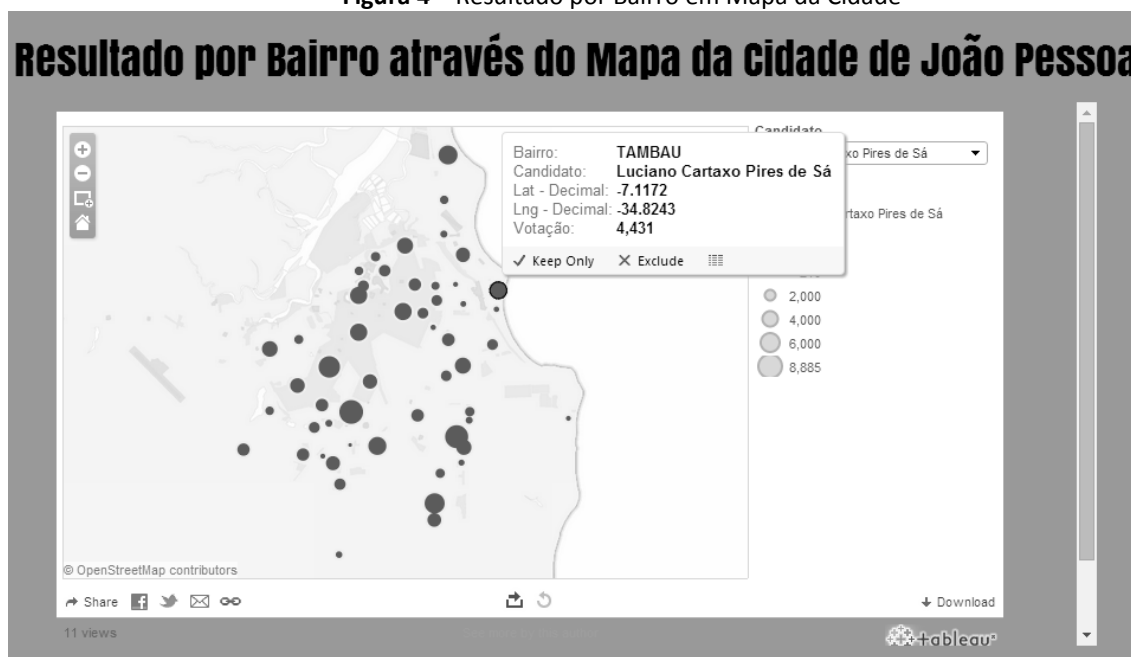 Figura 4 – Resultado por Bairro em Mapa da Cidade
Resultado por Bairro através do Mapa da Cidade de João Pessoa
Candidato
xo Pires de Sá
Bairro: TAMBAU
Candidato: Luciano Cartaxo Pires de Sá
Lat - Decimal: -7.1172
Lng - Decimal: -34.8243
Votação: 4,431
Keep Only Exclude
rtaxo Pires de Sá
2,000
4,000
6,000
8,885
© OpenStreetMap contributors
Share
Download
11 views
+ableau